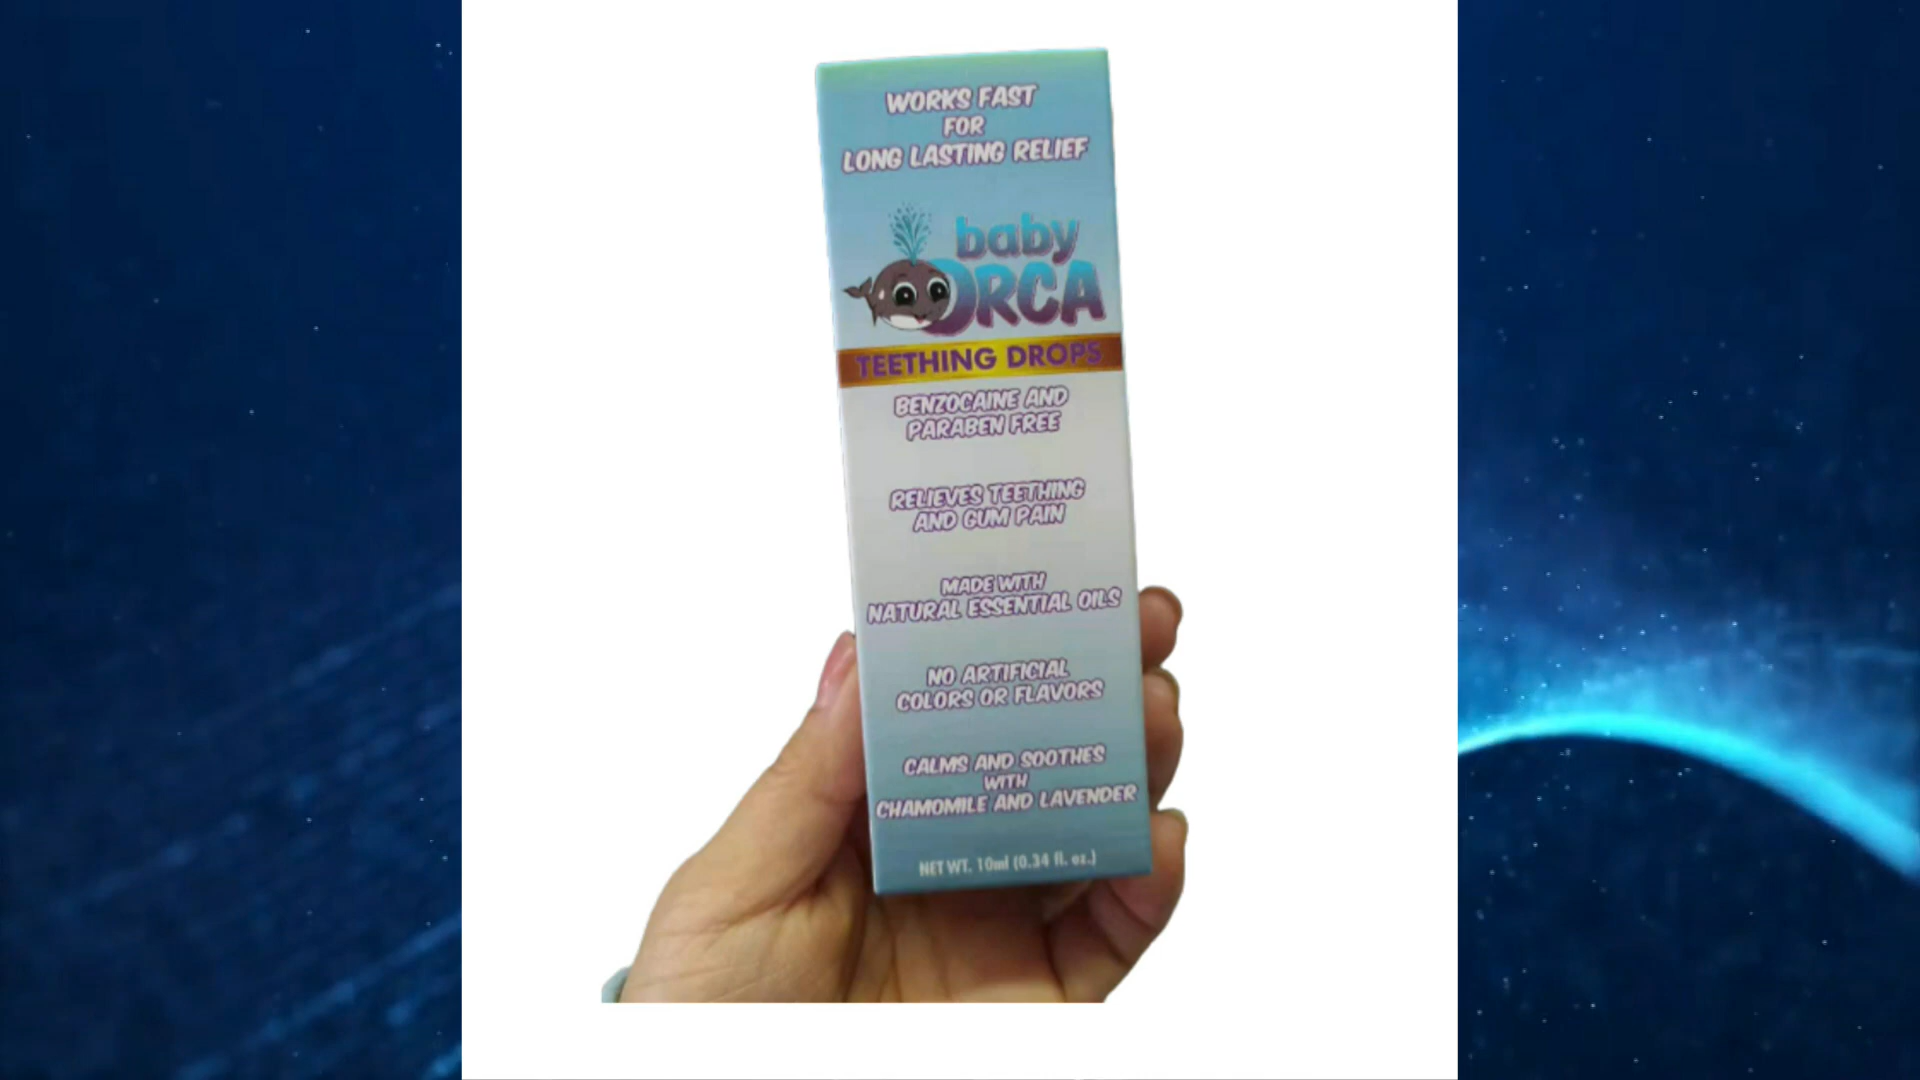 WORKS FAST
FOR
LONG LASTING RELIEF
baby
ORCA
TEETHING DROPS
BENZOCAINE AND
PARABEN FREE
RELIEVES TEETHING
AND GUM PAIN
MADE WITH
NATURAL ESSENTIAL OILS
NO ARTIFICIAL
COLORS OR FLAVORS
CALMS AND SOOTHES
WITH
CHAMOMILE AND LAVENDER
NET WT. 10ml (0.34 fl. oz.)